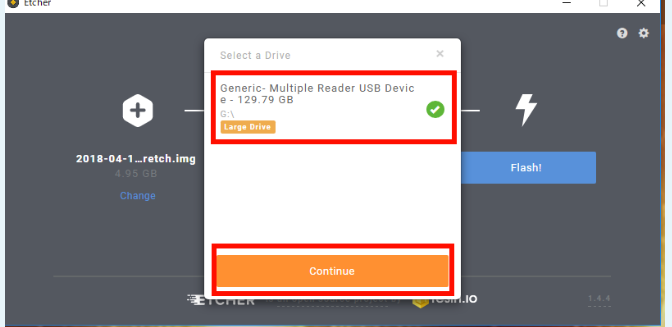 Etcher
Select a Drive
×
Generic- Multiple Reader USB Devic
e - 129.79 GB
G:\
Large Drive
2018-04-1...retch.img
4.95 GB
Change
Flash!
Continue
ETCHER
1.4.4